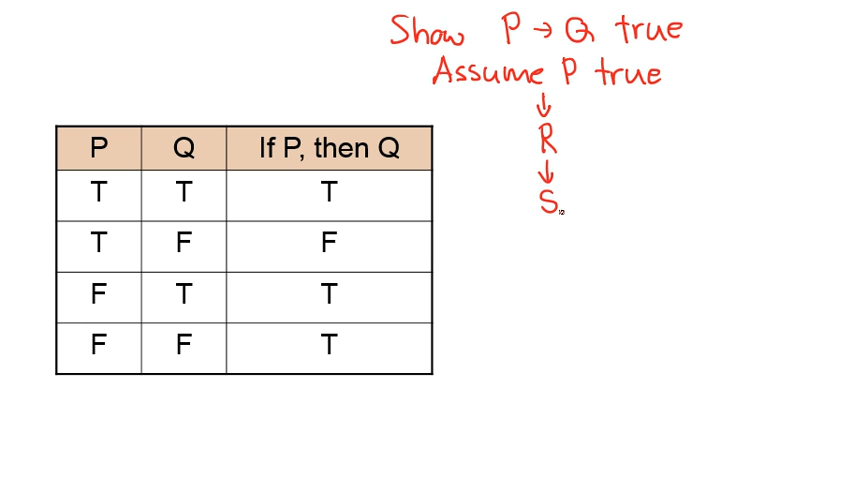 Show P → Q true
Assume P true
↓
R
↓
S
P Q If P, then Q
T T T
T F F
F T T
F F T